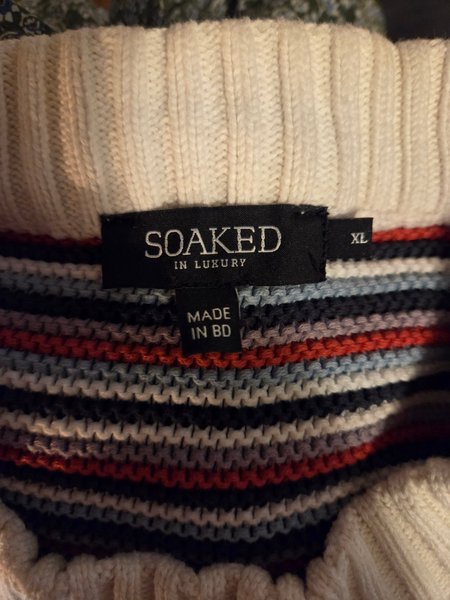 SOAKED
IN LUXURY
XL
MADE
IN BD